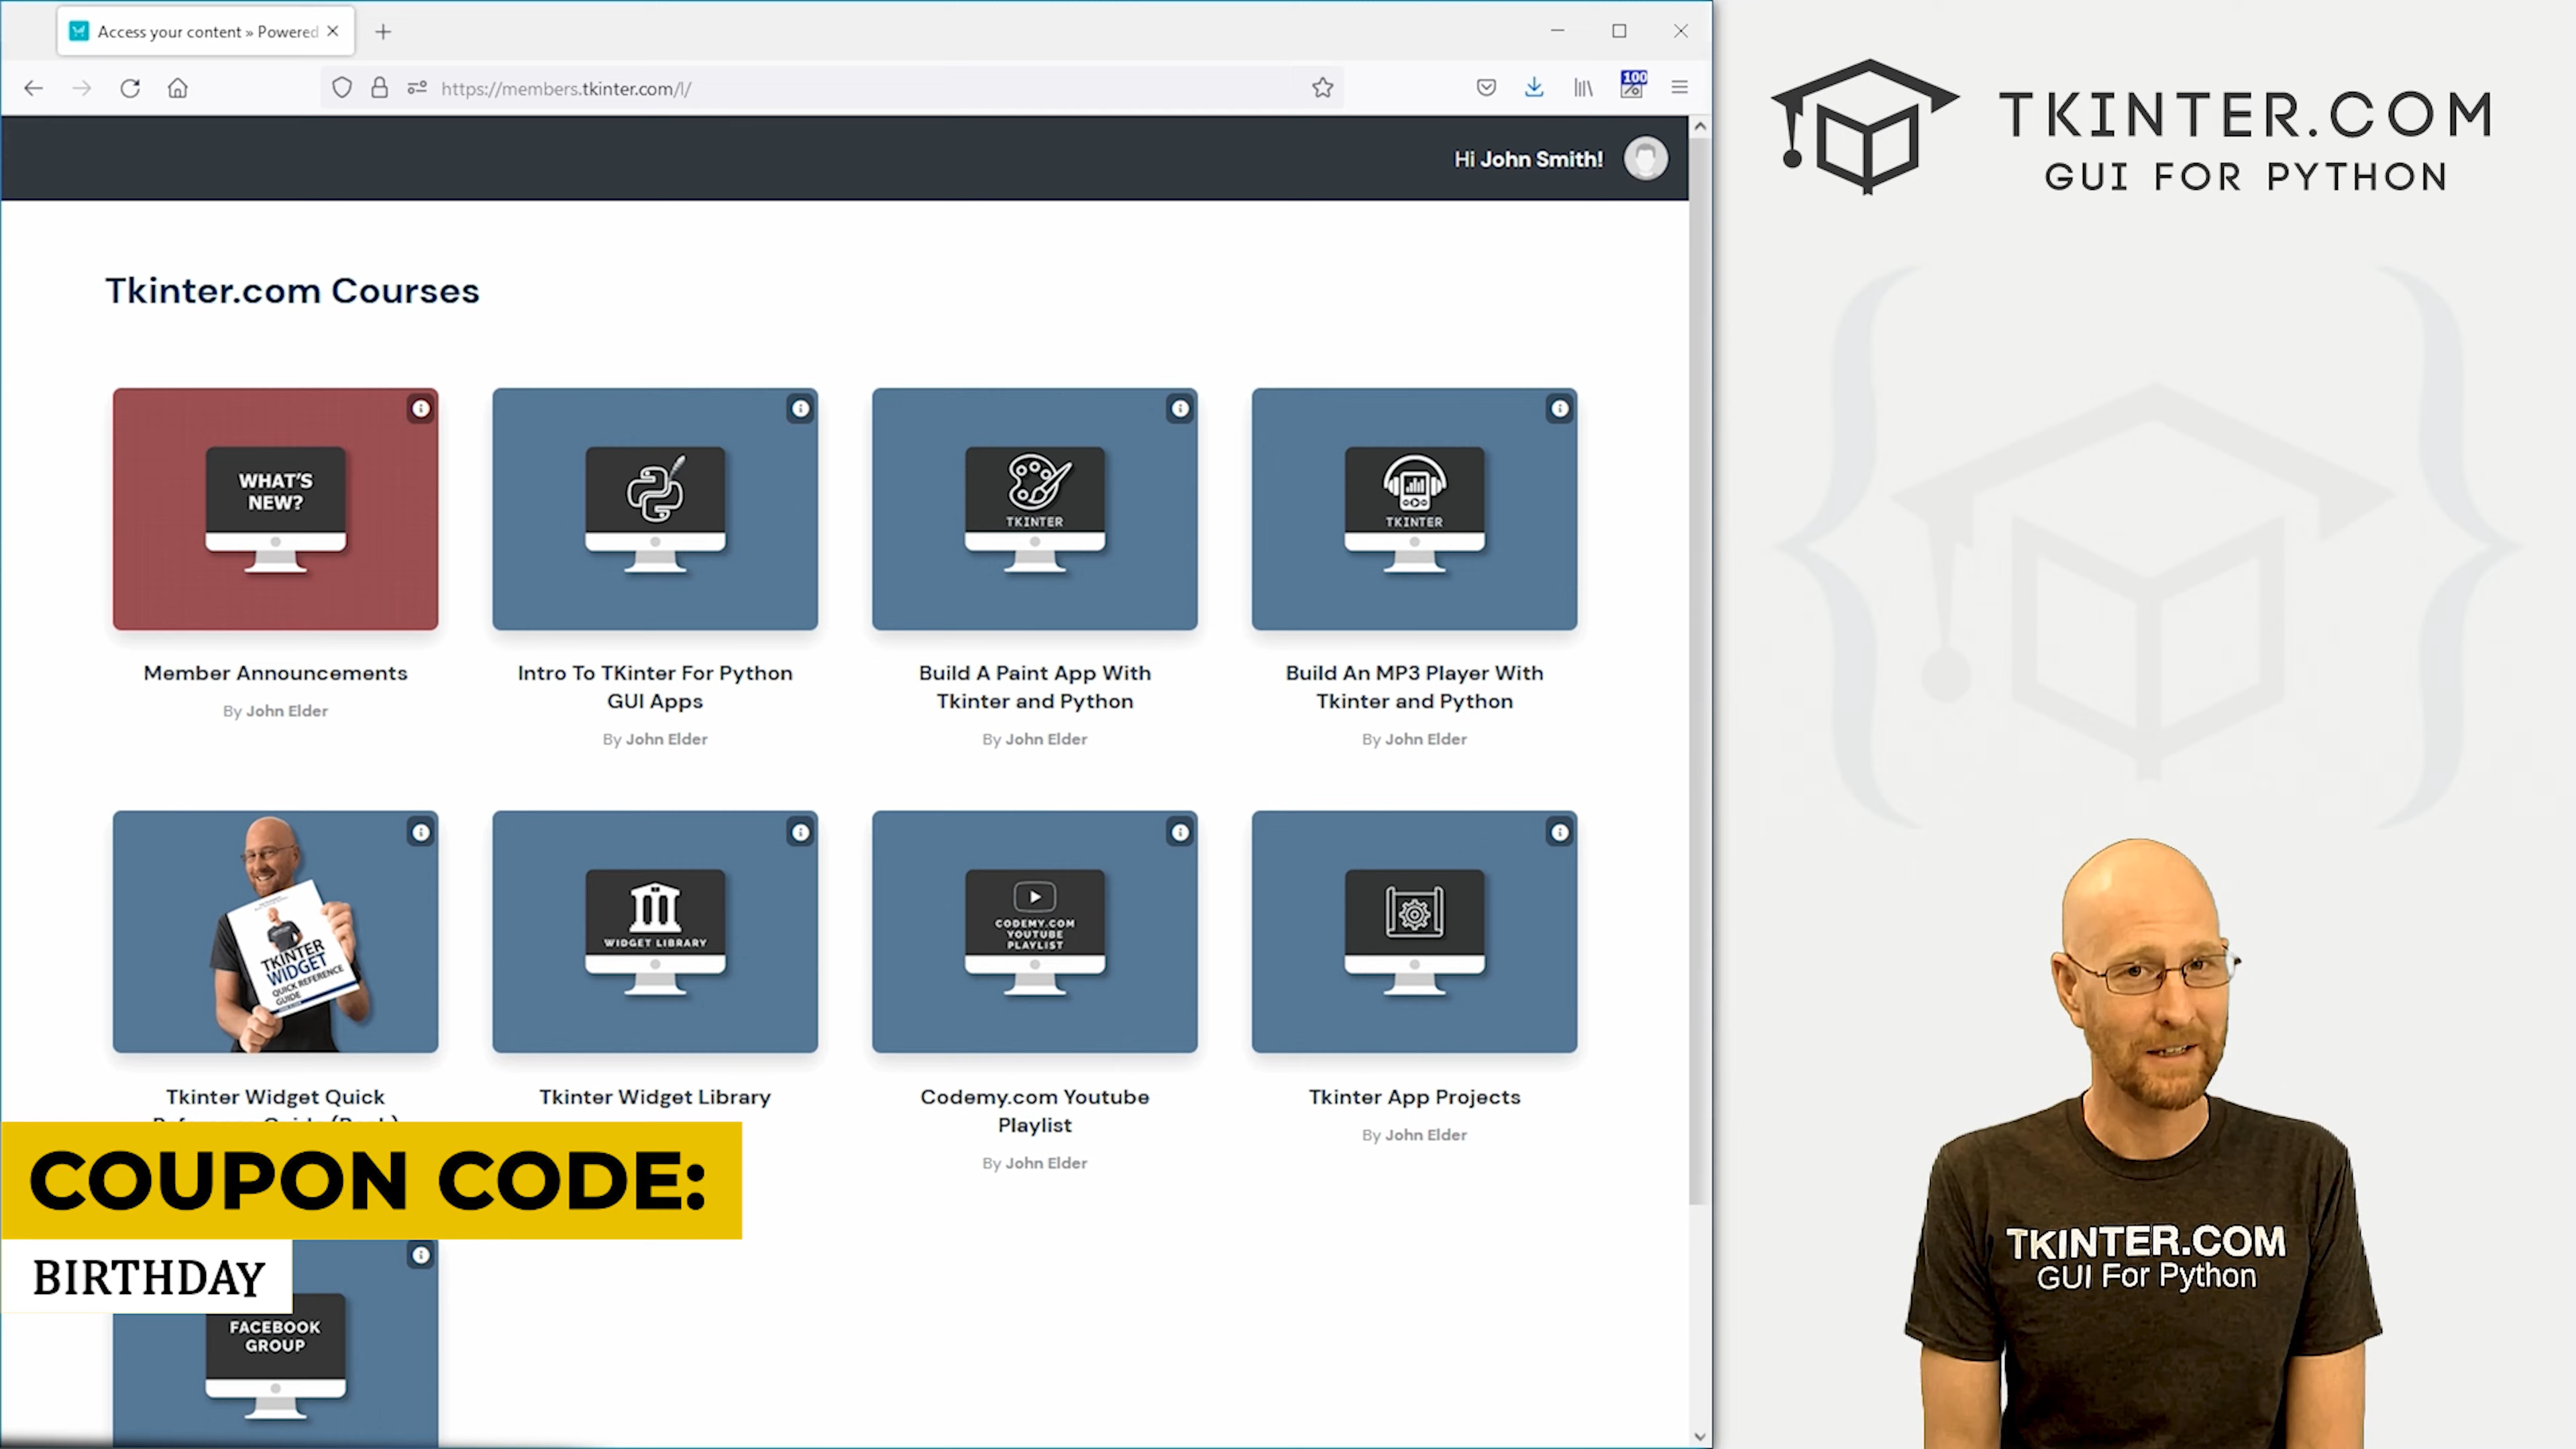 Access your content » Powered
https://members.tkinter.com/l/
100
%
Hi John Smith!
TKINTER.COM
GUI FOR PYTHON
Tkinter.com Courses
WHAT'S
NEW?
TKINTER
TKINTER
Member Announcements
By John Elder
Intro To TKinter For Python
GUI Apps
By John Elder
Build A Paint App With
Tkinter and Python
By John Elder
Build An MP3 Player With
Tkinter and Python
By John Elder
TKINTER
WIDGET
QUICK REFERENCE
GUIDE
WIDGET LIBRARY
CODEMY.COM
YOUTUBE
PLAYLIST
Tkinter Widget Quick
Tkinter Widget Library
Codemy.com Youtube
Playlist
By John Elder
Tkinter App Projects
By John Elder
COUPON CODE:
BIRTHDAY
FACEBOOK
GROUP
TKINTER.COM
GUI For Python